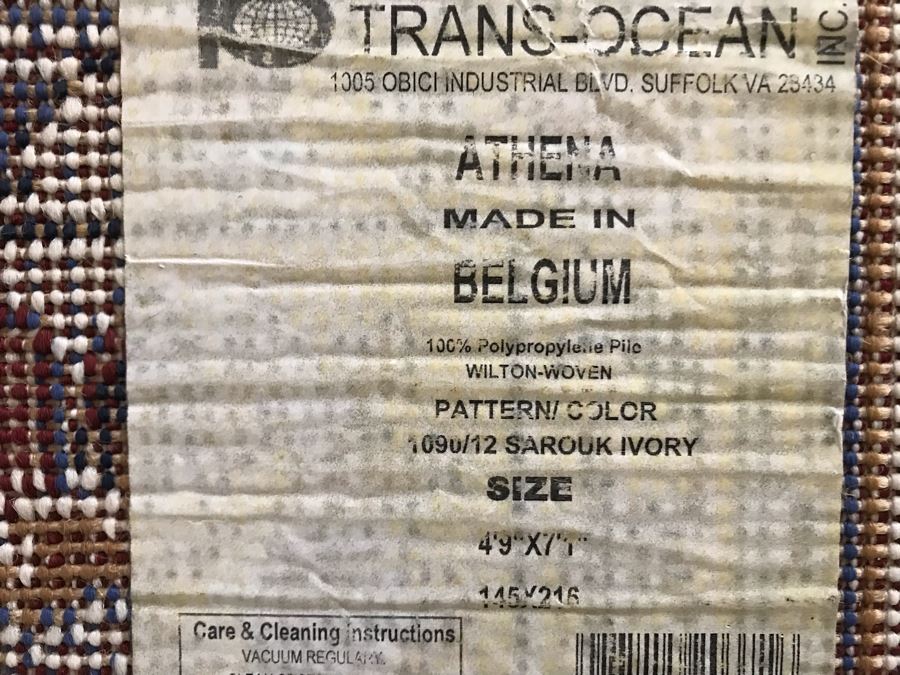 TRANS-OCEAN INC.
1005 OBICI INDUSTRIAL BLVD. SUFFOLK VA 23434
ATHENA
MADE IN
BELGIUM
100% Polypropylene Pile
WILTON-WOVEN
PATTERN/ COLOR
1090/12 SAROUK IVORY
SIZE
4'9"X7'1"
145X216
Care & Cleaning Instructions
VACUUM REGULARY.